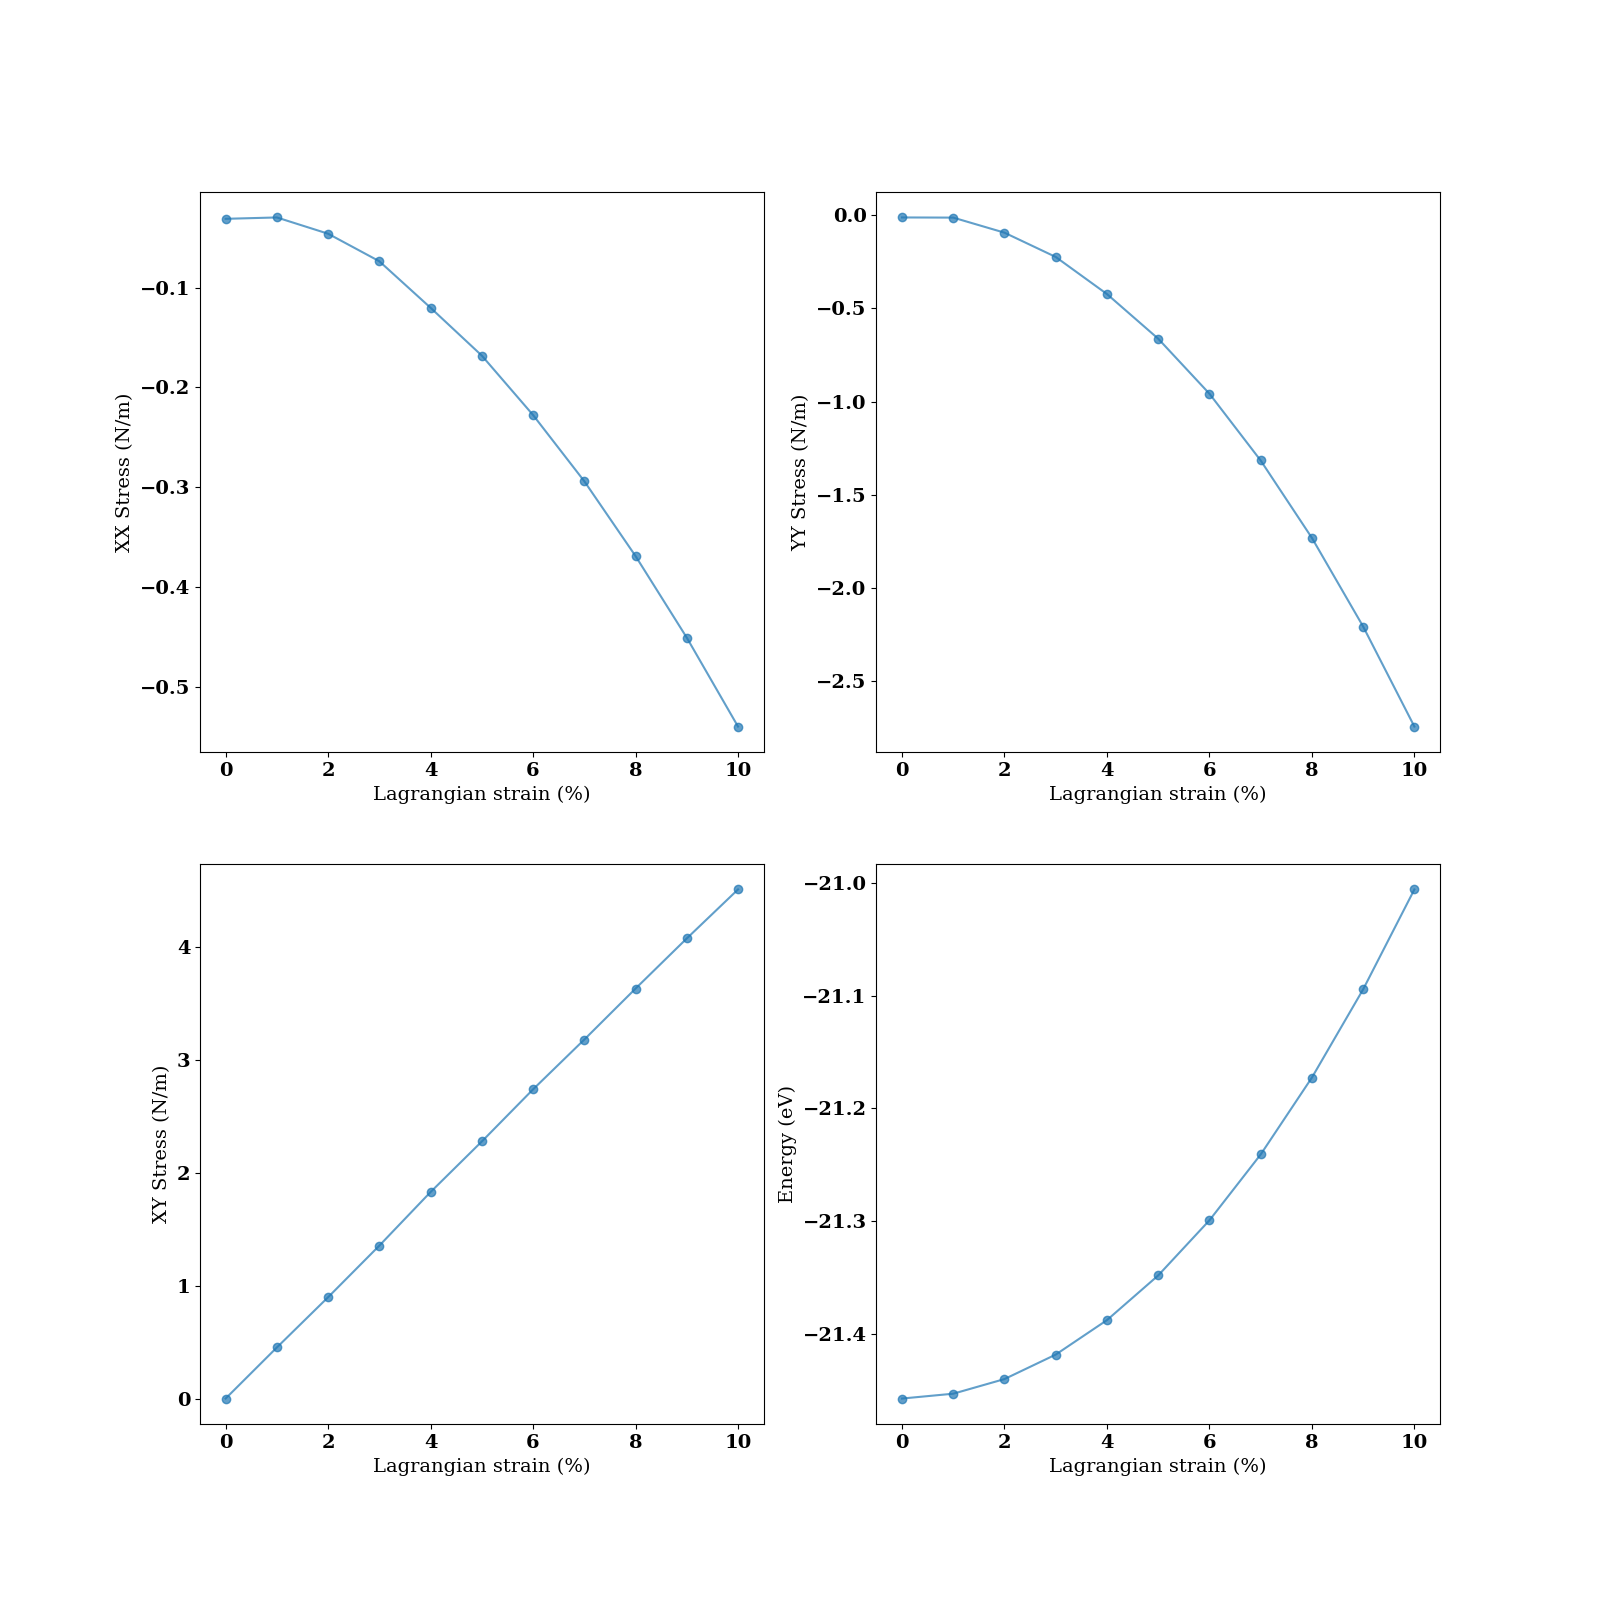 −0.1
−0.2
−0.3
−0.4
−0.5
XX Stress (N/m)
0 2 4 6 8 10
Lagrangian strain (%)
0.0
−0.5
−1.0
−1.5
−2.0
−2.5
YY Stress (N/m)
0 2 4 6 8 10
Lagrangian strain (%)
4
3
2
1
0
XY Stress (N/m)
0 2 4 6 8 10
Lagrangian strain (%)
−21.0
−21.1
−21.2
−21.3
−21.4
Energy (eV)
0 2 4 6 8 10
Lagrangian strain (%)